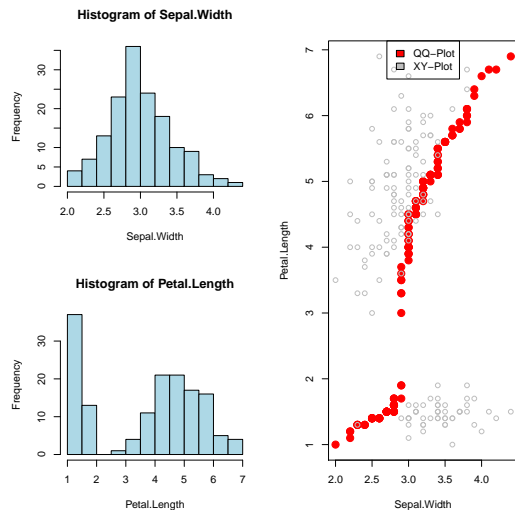 Histogram of Sepal.Width
Frequency
0 5 10 20 30
2.0 2.5 3.0 3.5 4.0
Sepal.Width
Histogram of Petal.Length
Frequency
0 10 20 30
1 2 3 4 5 6 7
Petal.Length
QQ−Plot
XY−Plot
Petal.Length
1 2 3 4 5 6 7
2.0 2.5 3.0 3.5 4.0
Sepal.Width